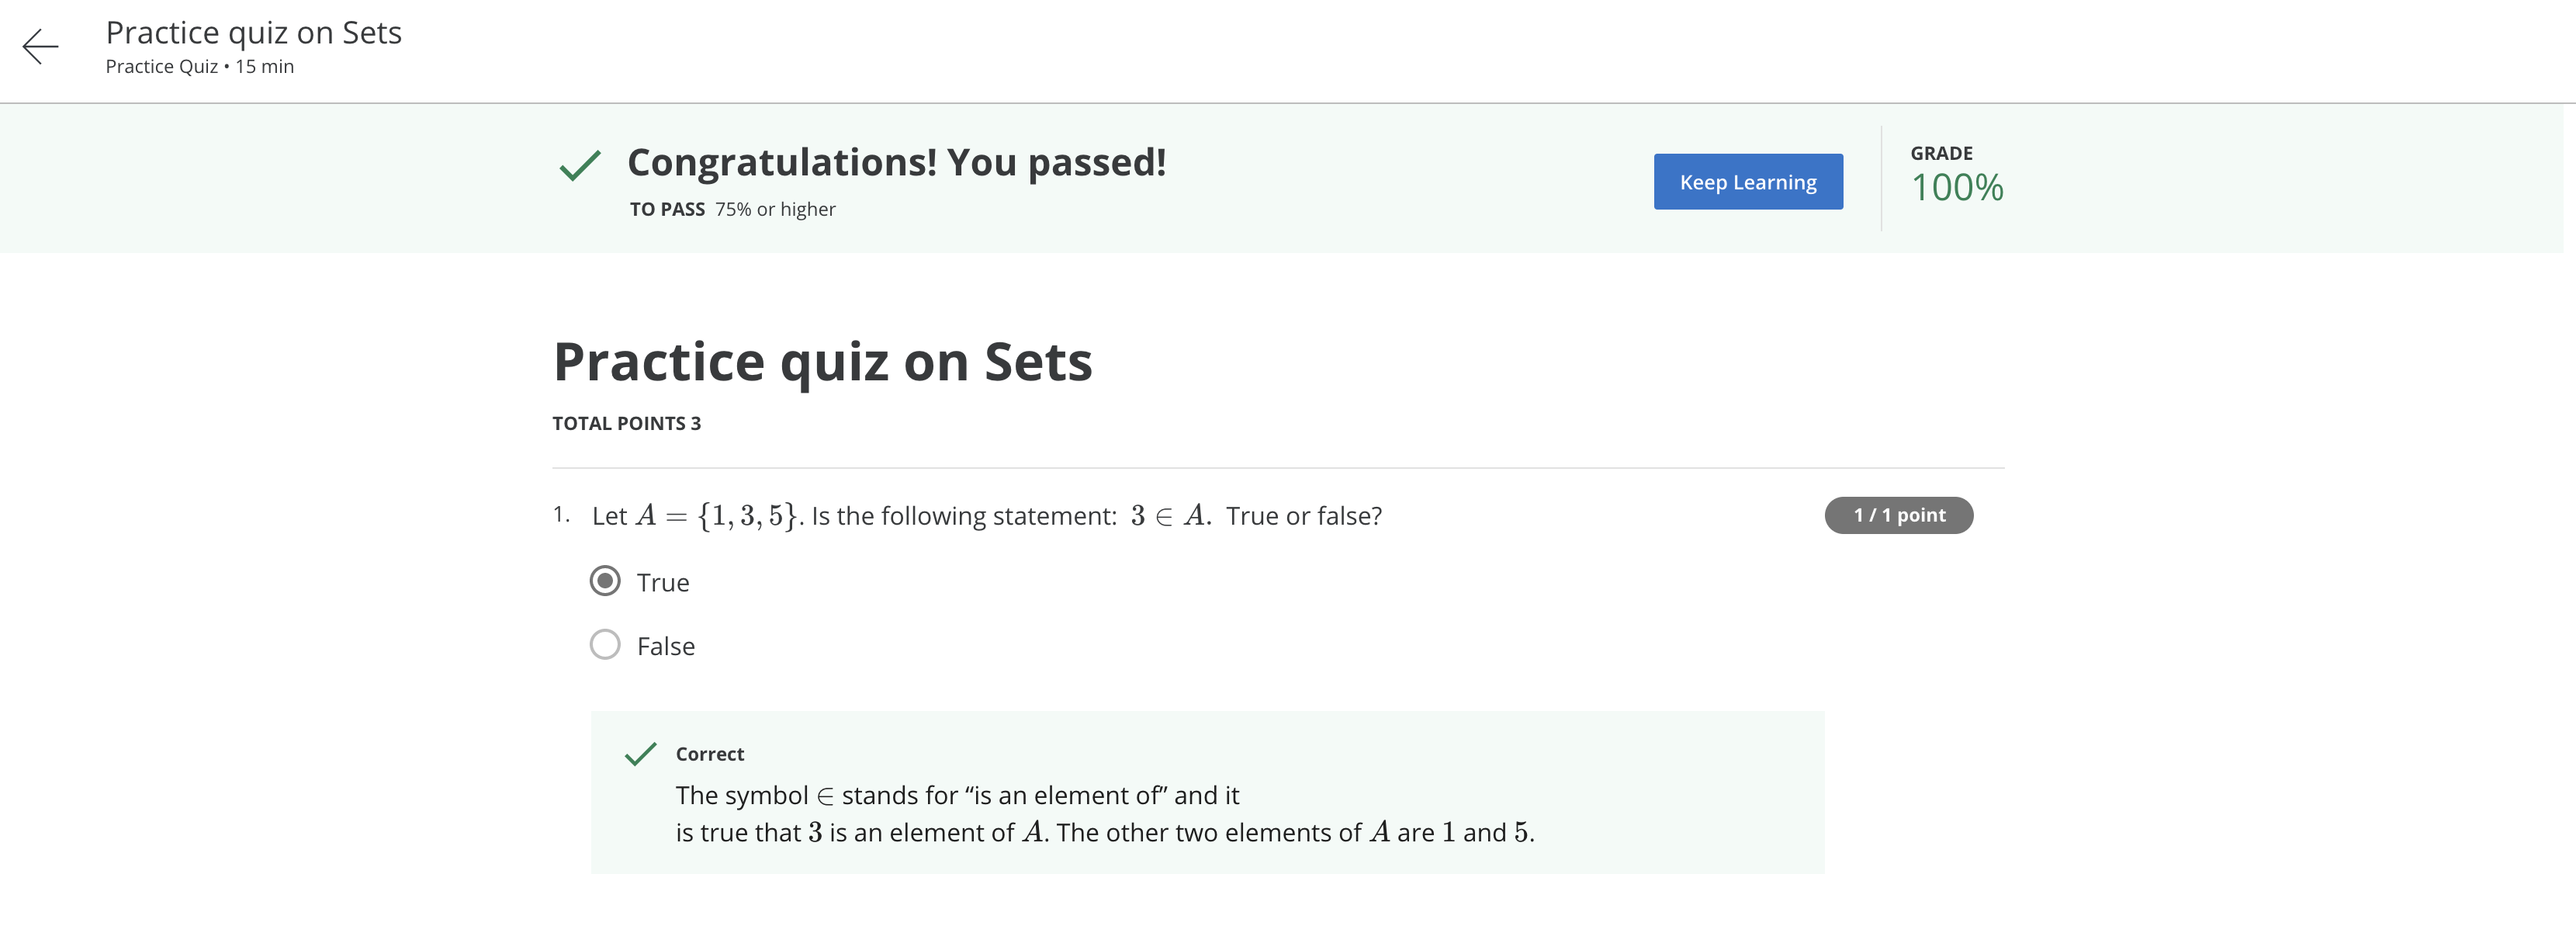 Practice quiz on Sets
Practice Quiz • 15 min
Congratulations! You passed!
TO PASS 75% or higher
Keep Learning
GRADE
100%
Practice quiz on Sets
TOTAL POINTS 3
1. Let A = {1, 3, 5}. Is the following statement: 3 ∈ A. True or false?
1 / 1 point
True
False
Correct
The symbol ∈ stands for “is an element of” and it
is true that 3 is an element of A. The other two elements of A are 1 and 5.